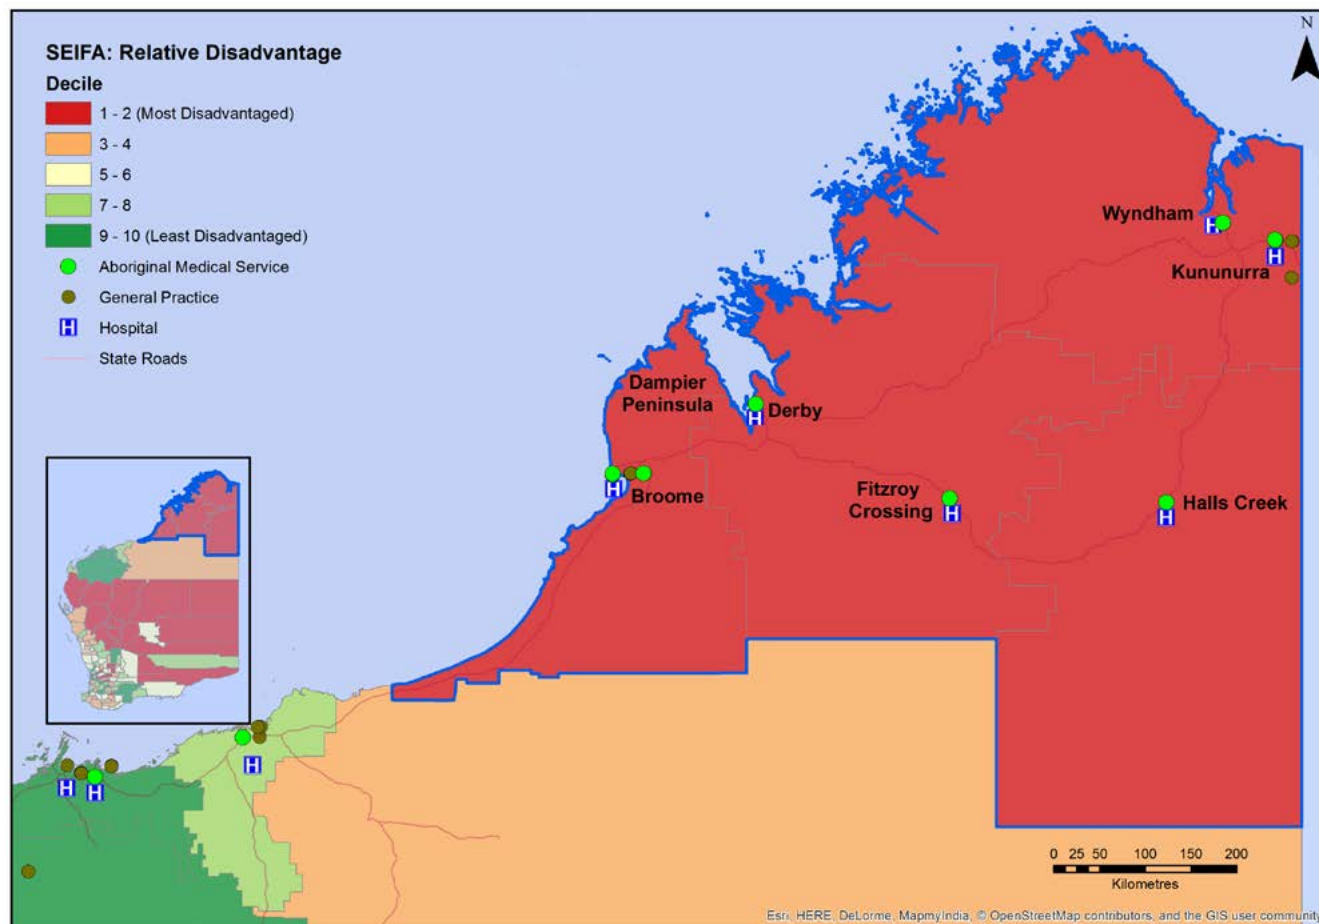 SEIFA: Relative Disadvantage
Decile
1 - 2 (Most Disadvantaged)
3 - 4
5 - 6
7 - 8
9 - 10 (Least Disadvantaged)
Aboriginal Medical Service
General Practice
H Hospital
State Roads
N
Wyndham
H
Kununurra
H
Dampier
Peninsula
Derby
H
Broome
H
Fitzroy
Crossing
H
Halls Creek
H
H
H
H
0 25 50 100 150 200
Kilometres
Esri, HERE, DeLorme, MapmyIndia, © OpenStreetMap contributors, and the GIS user community